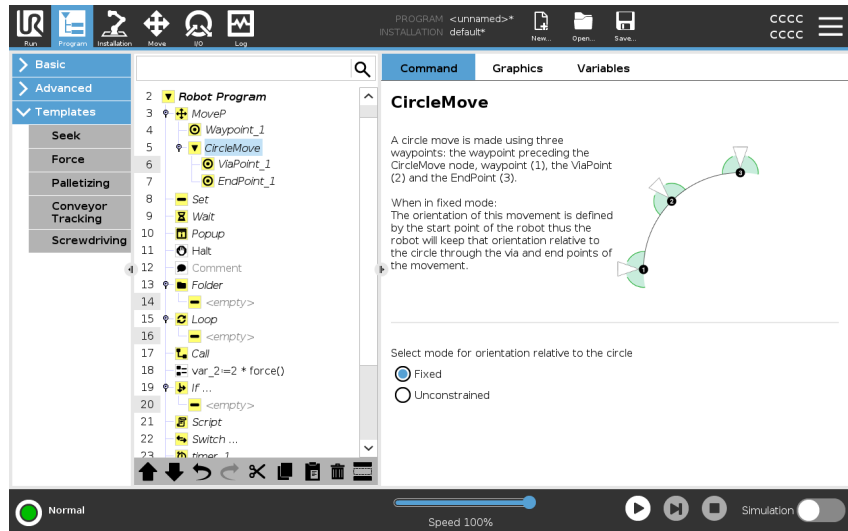 PROGRAM <unnamed>*
INSTALLATION default*
CCCC
CCCC
Run
Program
Installation
Move
I/O
Log
New...
Open...
Save...
Basic
Advanced
Templates
Seek
Force
Palletizing
Conveyor
Tracking
Screwdriving
2 Robot Program
3 MoveP
4 Waypoint_1
5 CircleMove
6 ViaPoint_1
7 EndPoint_1
8 Set
9 Wait
10 Popup
11 Halt
12 Comment
13 Folder
14 <empty>
15 Loop
16 <empty>
17 Call
18 var_2≔2 * force()
19 If ...
20 <empty>
21 Script
22 Switch ...
23 timer_1
Command
Graphics
Variables
CircleMove
A circle move is made using three
waypoints: the waypoint preceding the
CircleMove node, waypoint (1), the ViaPoint
(2) and the EndPoint (3).
When in fixed mode:
The orientation of this movement is defined
by the start point of the robot thus the
robot will keep that orientation relative to
the circle through the via and end points of
the movement.
1
2
3
Select mode for orientation relative to the circle
Fixed
Unconstrained
Normal
Speed 100%
Simulation